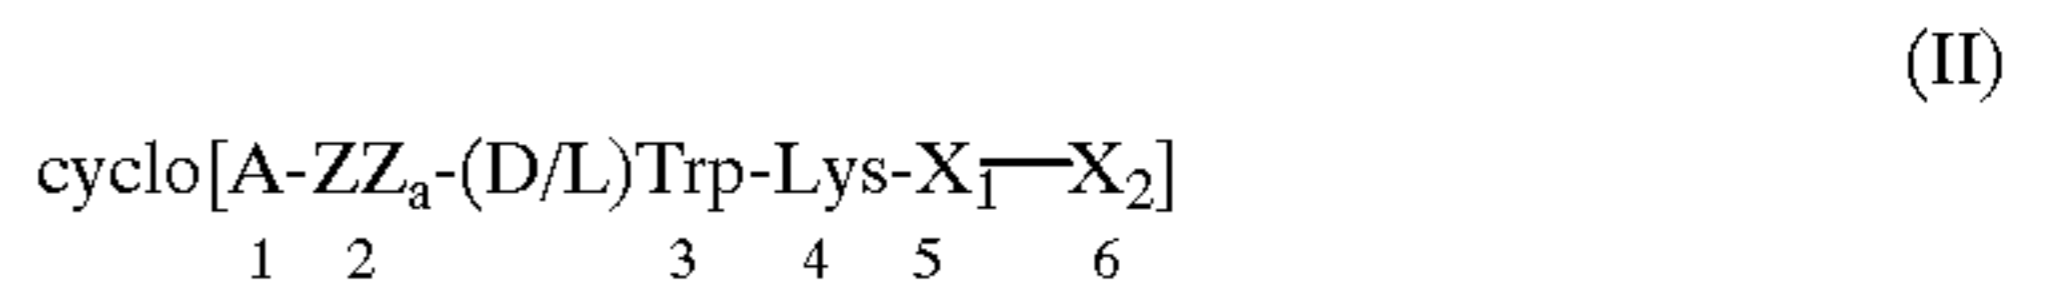 (II)
cyclo[A-ZZₐ-(D/L)Trp-Lys-X₁—X₂]
1 2 3 4 5 6